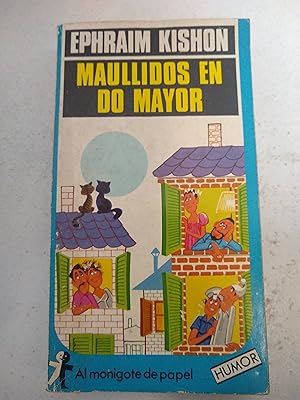 EPHRAIM KISHON
MAULLIDOS EN
DO MAYOR
Al monigote de papel
HUMOR